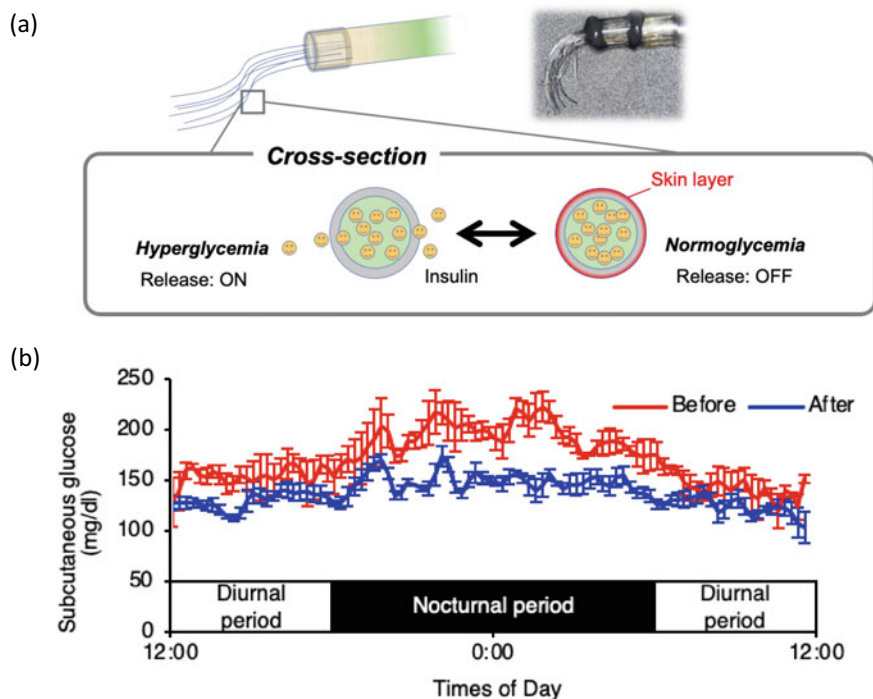 (a)
Cross-section
Skin layer
Hyperglycemia
Release: ON
Insulin
Normoglycemia
Release: OFF
(b)
Subcutaneous glucose
(mg/dl)
250
200
150
100
50
0
Before
After
Diurnal
period
Nocturnal period
Diurnal
period
12:00
0:00
12:00
Times of Day